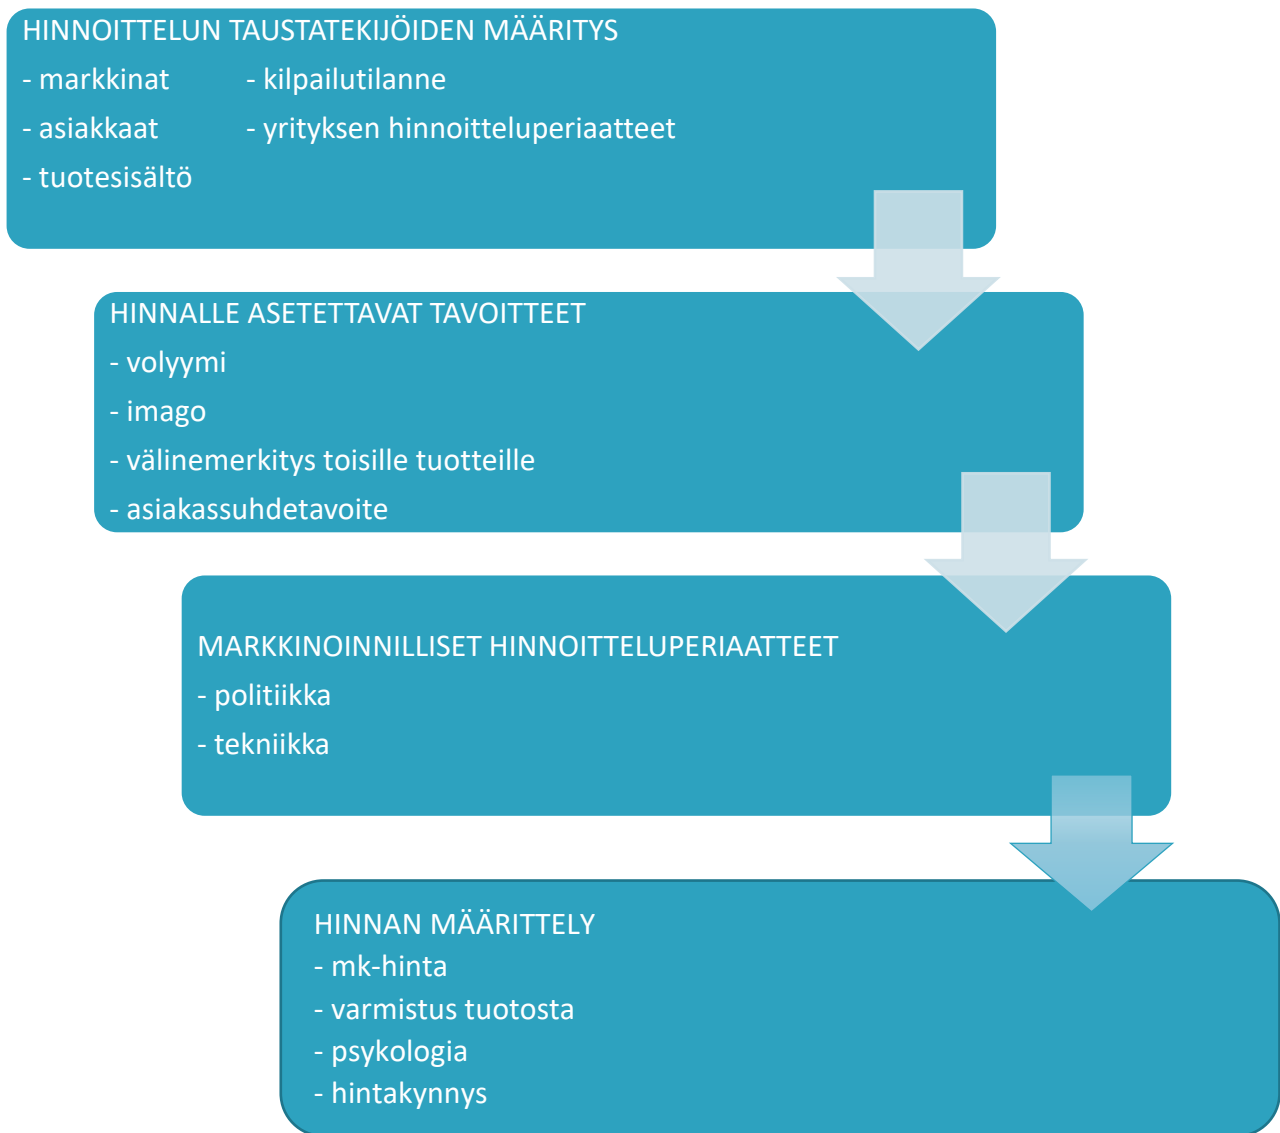 HINNOITTELUN TAUSTATEKIJÖIDEN MÄÄRITYS
- markkinat - kilpailutilanne
- asiakkaat - yrityksen hinnoitteluperiaatteet
- tuotesisältö
HINNALLE ASETETTAVAT TAVOITTEET
- volyymi
- imago
- välinemerkitys toisille tuotteille
- asiakassuhdetavoite
MARKKINOINNILLISET HINNOITTELUPERIAATTEET
- politiikka
- tekniikka
HINNAN MÄÄRITTELY
- mk-hinta
- varmistus tuotosta
- psykologia
- hintakynnys